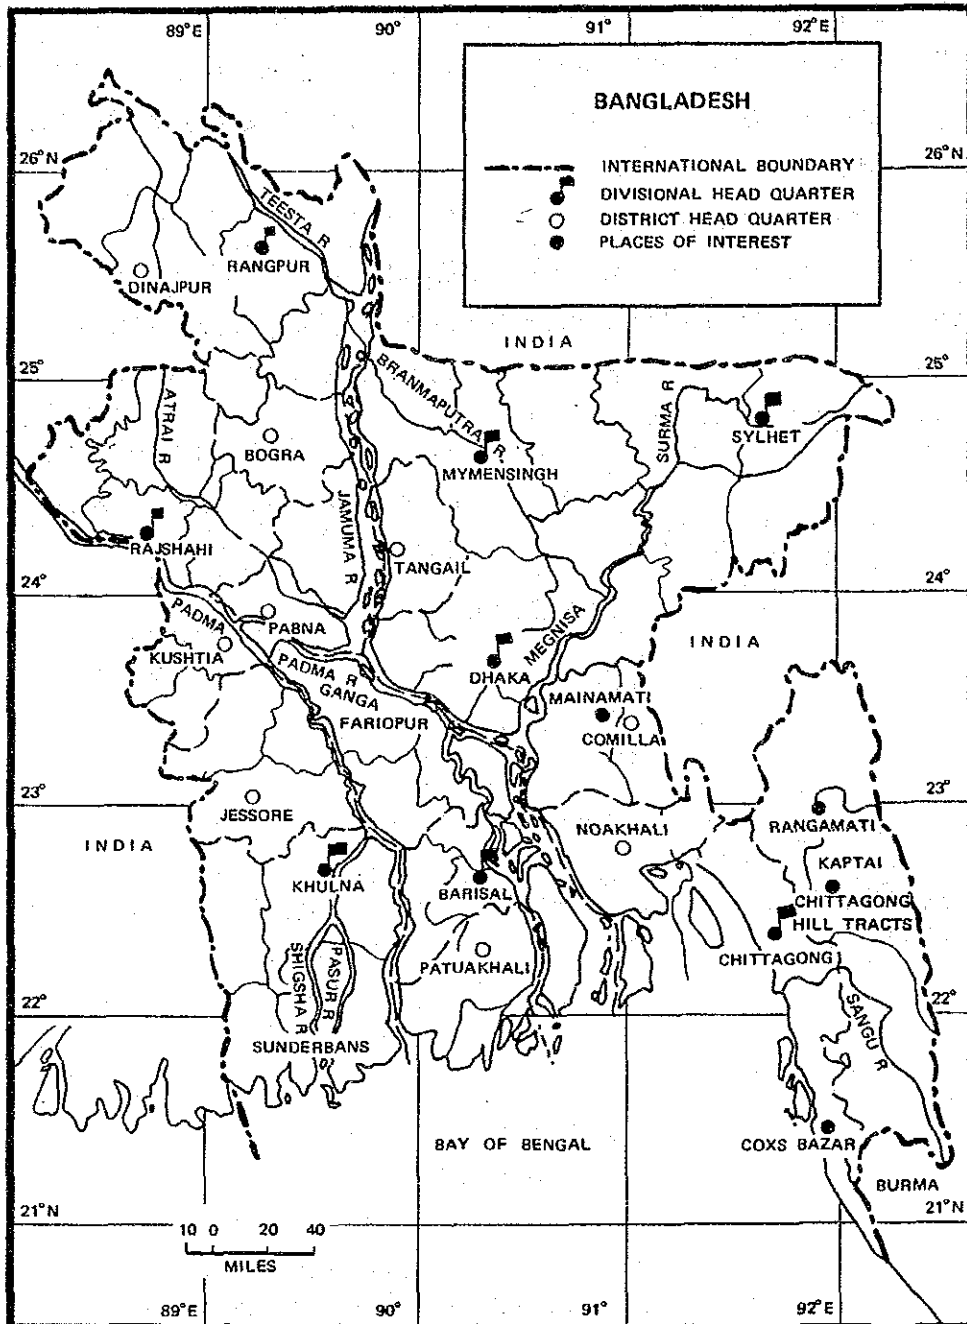 89°E
90°
91°
92°E
BANGLADESH
INTERNATIONAL BOUNDARY
DIVISIONAL HEAD QUARTER
DISTRICT HEAD QUARTER
PLACES OF INTEREST
26°N
26°N
TEESTA R
RANGPUR
DINAJPUR
INDIA
25°
25°
BRANMAPUTRA R
ATRAI R
SURMA R
SYLHET
BOGRA
MYMENSINGH
JAMUMA R
RAJSHAHI
TANGAIL
24°
24°
PADMA
PABNA
MEGNISA
INDIA
KUSHTIA
PADMA R
GANGA
DHAKA
FARIOPUR
MAINAMATI
COMILLA
23°
23°
JESSORE
NOAKHALI
RANGAMATI
INDIA
KAPTAI
KHULNA
BARISAL
CHITTAGONG
HILL TRACTS
CHITTAGONG
PATUAKHALI
SHIGSHA R
PASUR R
22°
22°
SANGU R
SUNDERBANS
BAY OF BENGAL
COXS BAZAR
BURMA
21°N
21°N
10 0 20 40
MILES
89°E
90°
91°
92°E